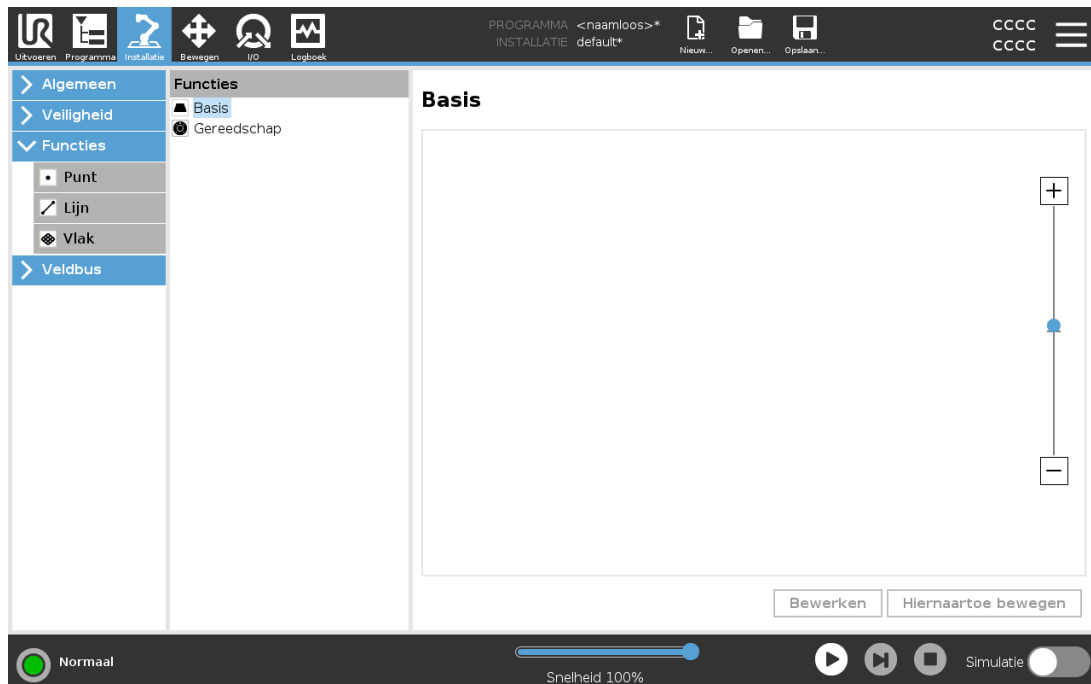 PROGRAMMA <naamloos>*
INSTALLATIE default*
CCCC
CCCC
Uitvoeren Programma Installatie Bewegen I/O Logboek Nieuw... Openen... Opslaan...
Algemeen
Veiligheid
Functies
Punt
Lijn
Vlak
Veldbus
Functies
Basis
Gereedschap
Basis
Bewerken Hiernaartoe bewegen
Normaal
Snelheid 100%
Simulatie